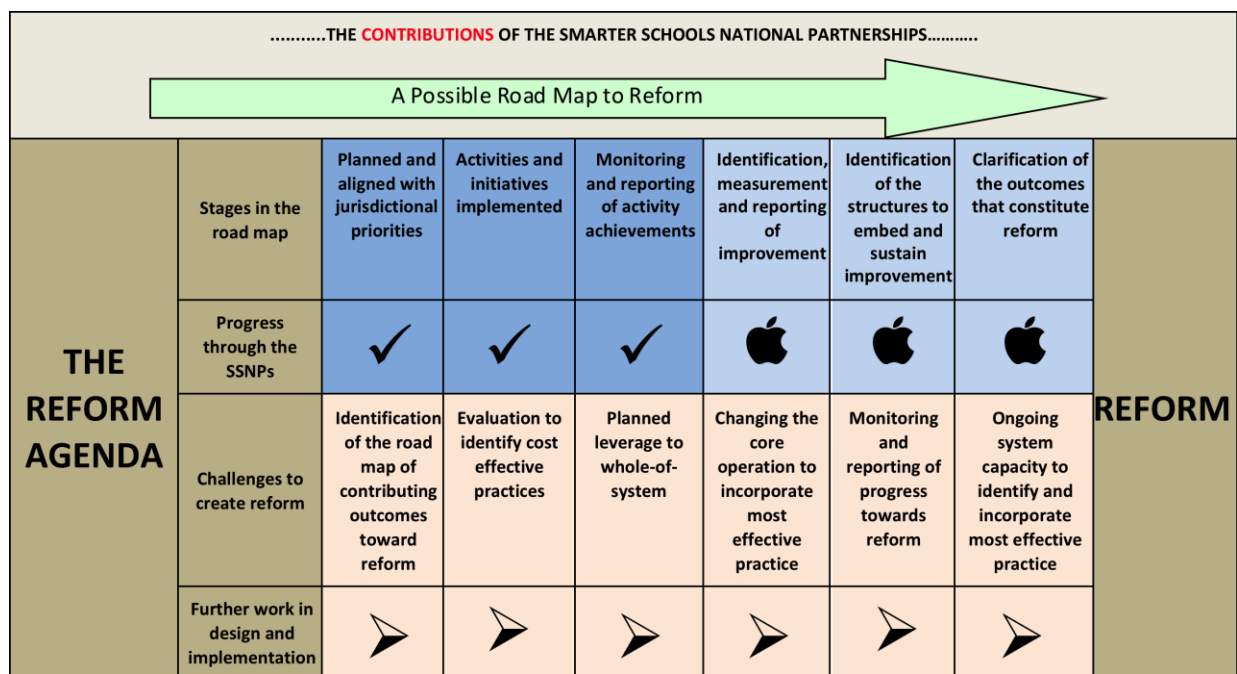 ...........THE CONTRIBUTIONS OF THE SMARTER SCHOOLS NATIONAL PARTNERSHIPS...........
A Possible Road Map to Reform
THE
REFORM
AGENDA
Stages in the
road map
Planned and
aligned with
jurisdictional
priorities
Activities and
initiatives
implemented
Monitoring
and reporting
of activity
achievements
Identification,
measurement
and reporting
of
improvement
Identification
of the
structures to
embed and
sustain
improvement
Clarification of
the outcomes
that constitute
reform
Progress
through the
SSNPs
Challenges to
create reform
Identification
of the road
map of
contributing
outcomes
toward
reform
Evaluation to
identify cost
effective
practices
Planned
leverage to
whole-of-
system
Changing the
core
operation to
incorporate
most
effective
practice
Monitoring
and
reporting of
progress
towards
reform
Ongoing
system
capacity to
identify and
incorporate
most effective
practice
Further work in
design and
implementation
REFORM